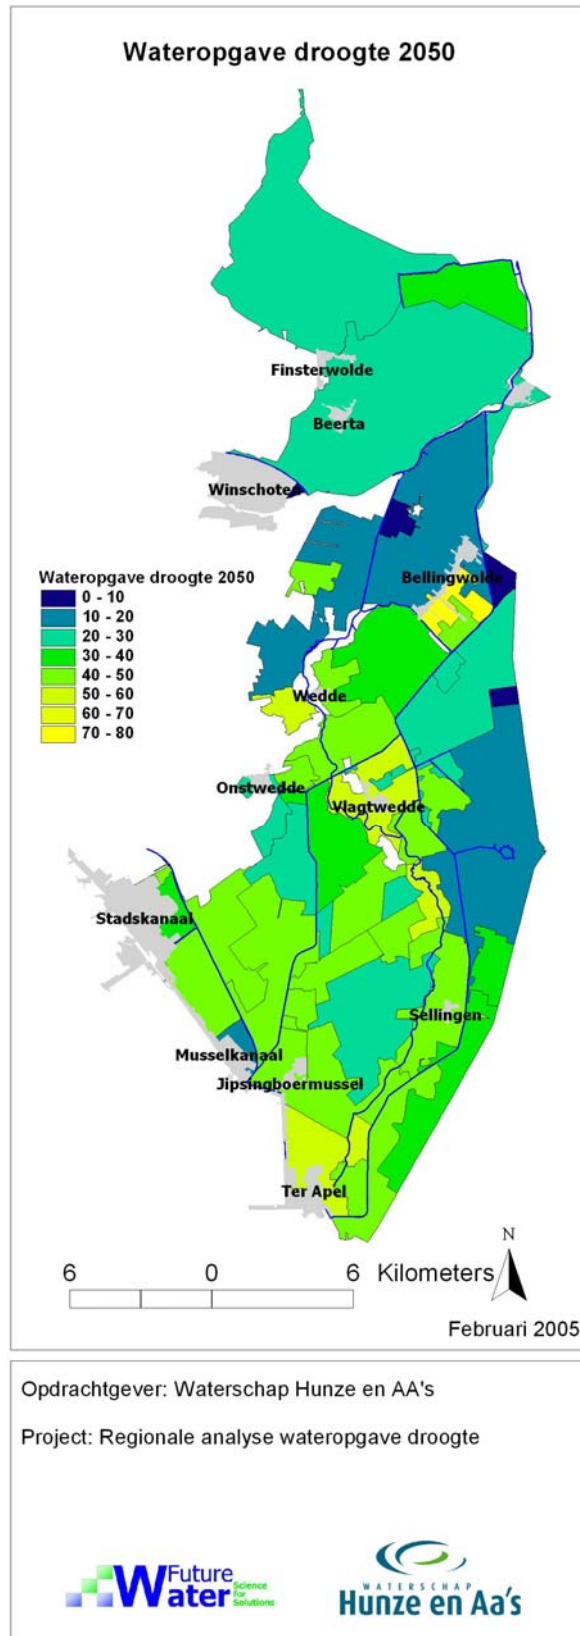 Wateropgave droogte 2050
Finsterwolde
Beerta
Winschoten
Bellingwolde
Wateropgave droogte 2050
0 - 10
10 - 20
20 - 30
30 - 40
40 - 50
50 - 60
60 - 70
70 - 80
Wedde
Onstwedde
Vlagtwedde
Stadskanaal
Sellingen
Musselkanaal
Jipsingboermussel
Ter Apel
N
6 0 6 Kilometers
Februari 2005
Opdrachtgever: Waterschap Hunze en AA's
Project: Regionale analyse wateropgave droogte
Future
Water
Science
for
Solutions
WATERSCHAP
Hunze en Aa's